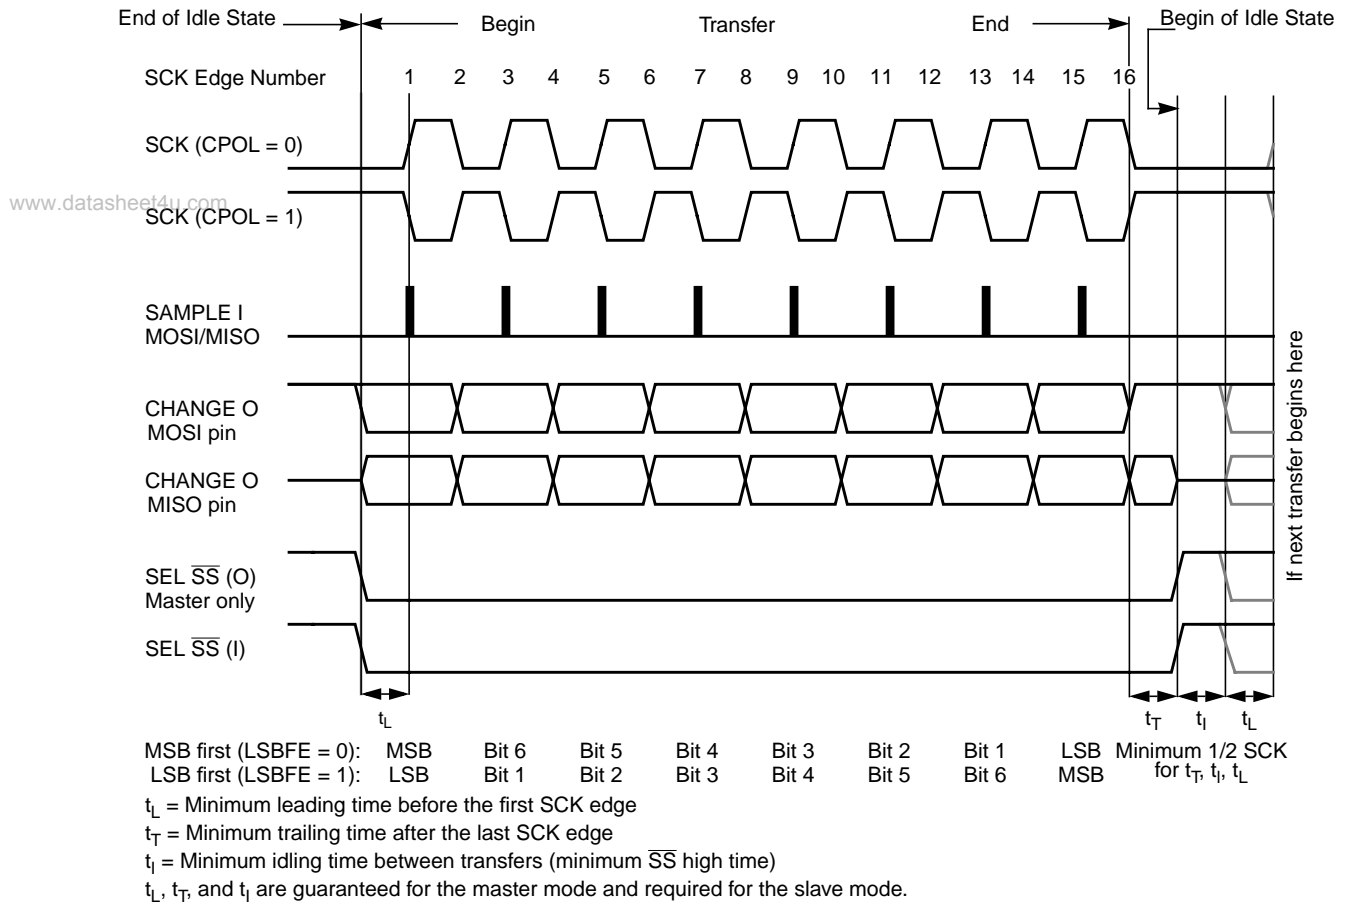 End of Idle State Begin Transfer End Begin of Idle State
SCK Edge Number 1 2 3 4 5 6 7 8 9 10 11 12 13 14 15 16
SCK (CPOL = 0)
www.datasheet4u.com
SCK (CPOL = 1)
SAMPLE I
MOSI/MISO
CHANGE O
MOSI pin
CHANGE O
MISO pin
SEL S̅S̅ (O)
Master only
SEL S̅S̅ (I)
If next transfer begins here
tL tT tI tL
MSB first (LSBFE = 0): MSB Bit 6 Bit 5 Bit 4 Bit 3 Bit 2 Bit 1 LSB Minimum 1/2 SCK
LSB first (LSBFE = 1): LSB Bit 1 Bit 2 Bit 3 Bit 4 Bit 5 Bit 6 MSB for tT, tI, tL
tL = Minimum leading time before the first SCK edge
tT = Minimum trailing time after the last SCK edge
tI = Minimum idling time between transfers (minimum S̅S̅ high time)
tL, tT, and tI are guaranteed for the master mode and required for the slave mode.